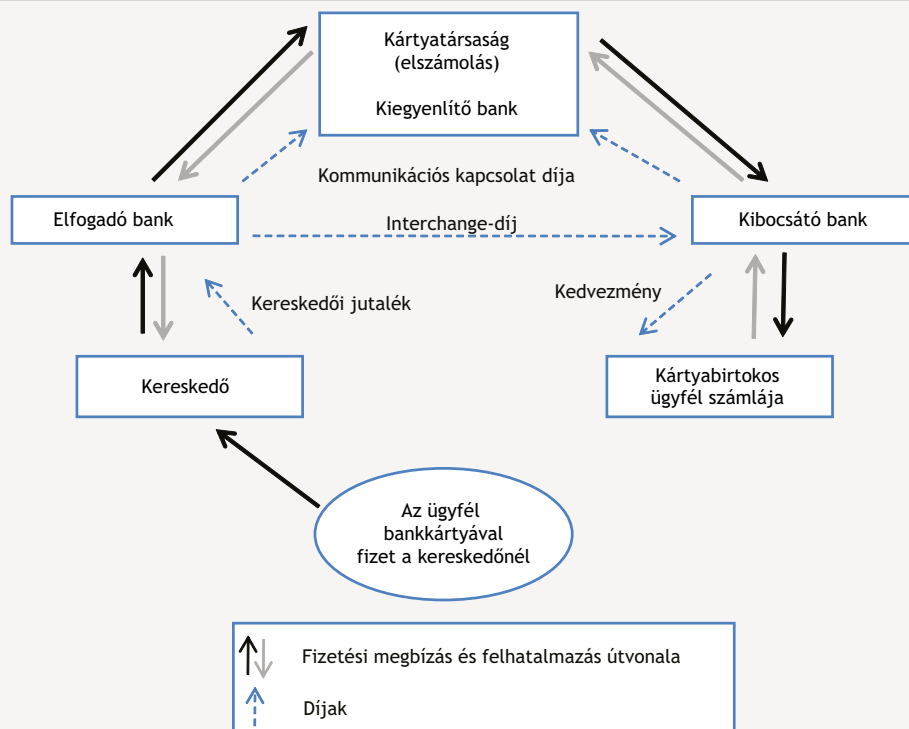 Kártyatársaság
(elszámolás)
Kiegyenlítő bank
Kommunikációs kapcsolat díja
Elfogadó bank
Interchange-díj
Kibocsátó bank
Kereskedői jutalék
Kedvezmény
Kereskedő
Kártyabirtokos
ügyfél számlája
Az ügyfél
bankkártyával
fizet a kereskedőnél
Fizetési megbízás és felhatalmazás útvonala
Díjak